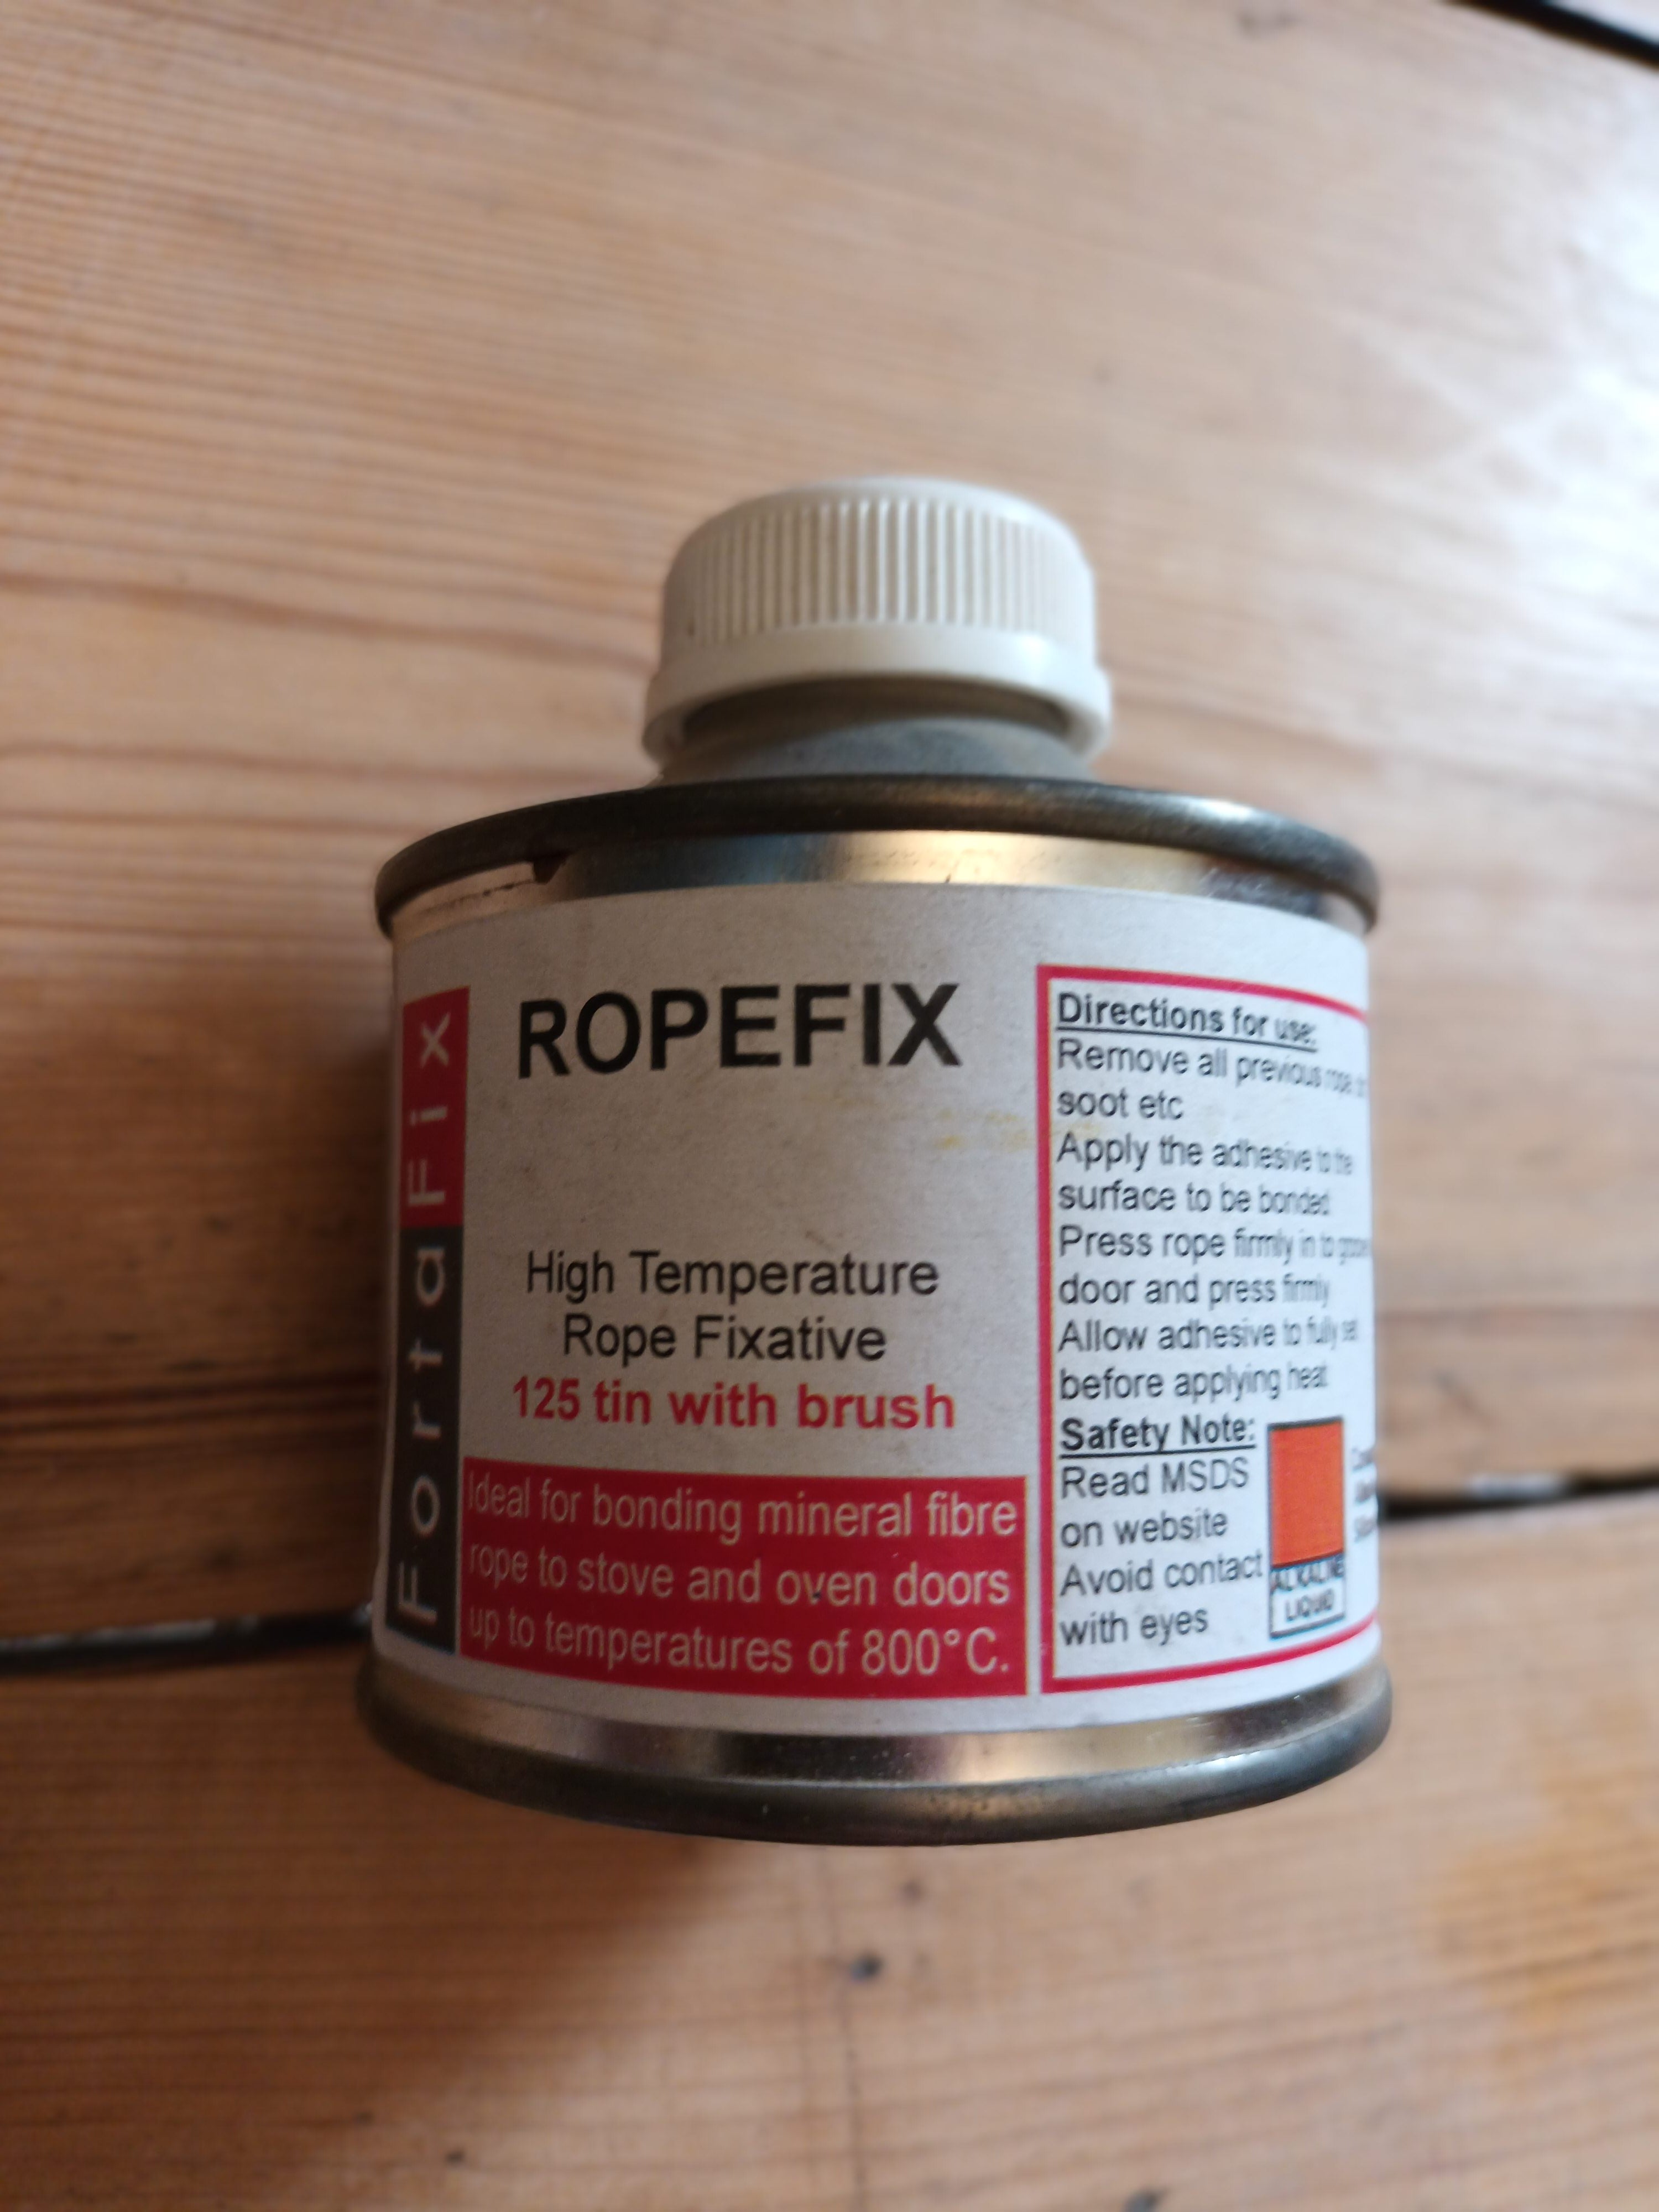 FortaFix
ROPEFIX
High Temperature
Rope Fixative
125 tin with brush
Ideal for bonding mineral fibre
rope to stove and oven doors
up to temperatures of 800°C.
Directions for use:
Remove all previous rope
soot etc
Apply the adhesive to the
surface to be bonded
Press rope firmly in to
door and press firmly
Allow adhesive to fully
before applying heat
Safety Note:
Read MSDS
on website
Avoid contact
with eyes
ALKALINE
LIQUID